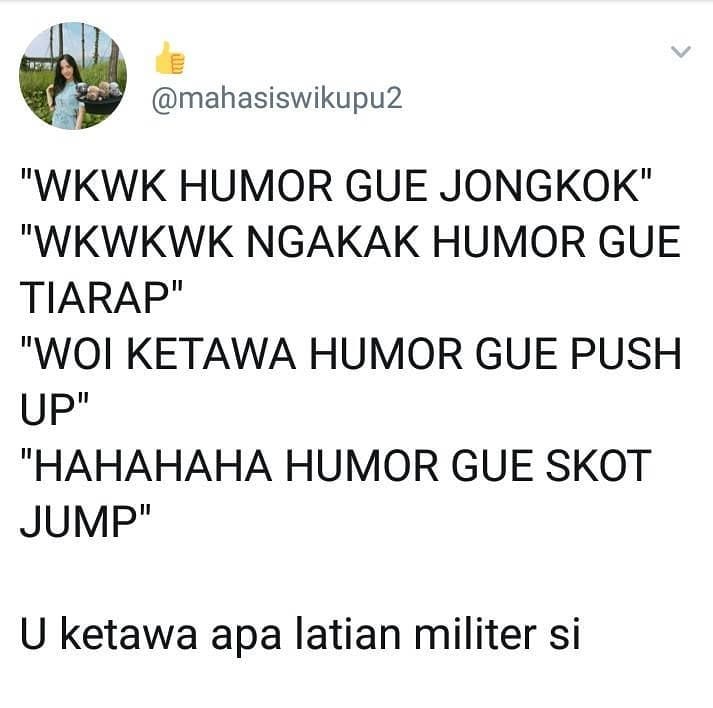 👍
@mahasiswikupu2
"WKWK HUMOR GUE JONGKOK"
"WKWKWK NGAKAK HUMOR GUE
TIARAP"
"WOI KETAWA HUMOR GUE PUSH
UP"
"HAHAHAHA HUMOR GUE SKOT
JUMP"
U ketawa apa latian militer si